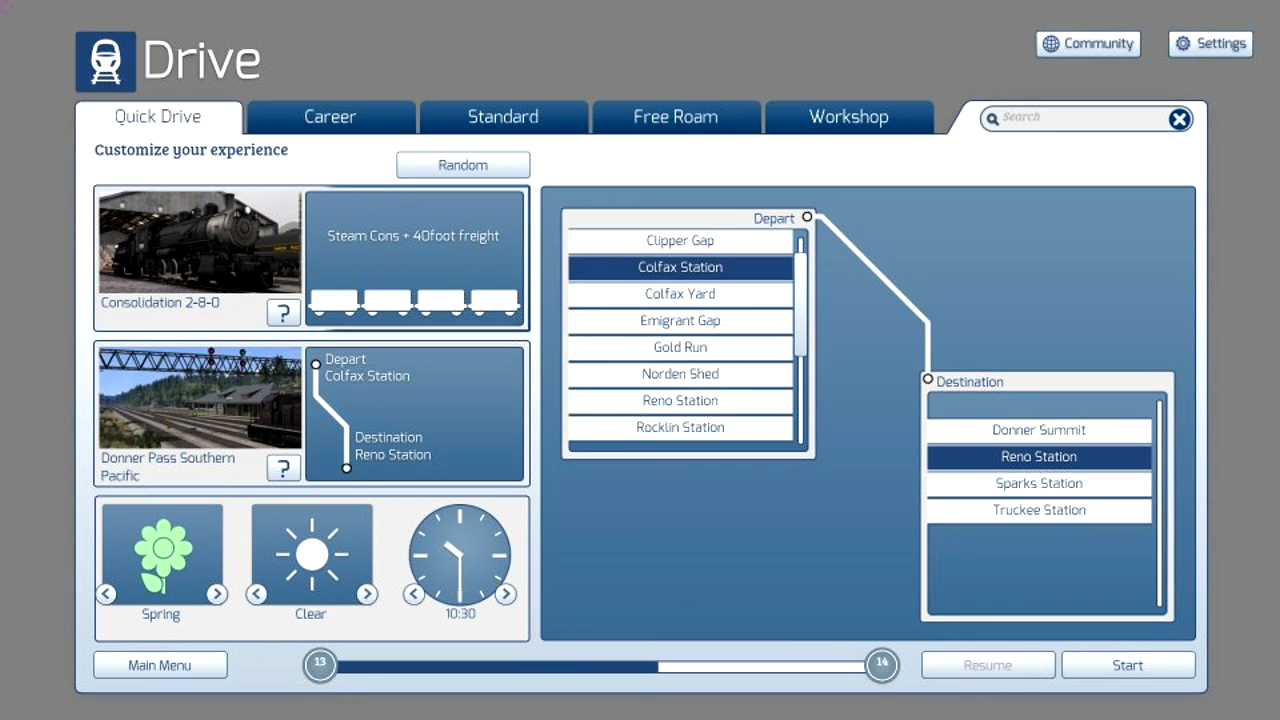 Drive
Community
Settings
Quick Drive
Career
Standard
Free Roam
Workshop
Search
Customize your experience
Random
Steam Cons + 40foot freight
Consolidation 2-8-0
?
Depart
Colfax Station
Destination
Reno Station
Donner Pass Southern
Pacific
?
Spring
Clear
10:30
Depart
Clipper Gap
Colfax Station
Colfax Yard
Emigrant Gap
Gold Run
Norden Shed
Reno Station
Rocklin Station
Destination
Donner Summit
Reno Station
Sparks Station
Truckee Station
Main Menu
13
14
Resume
Start